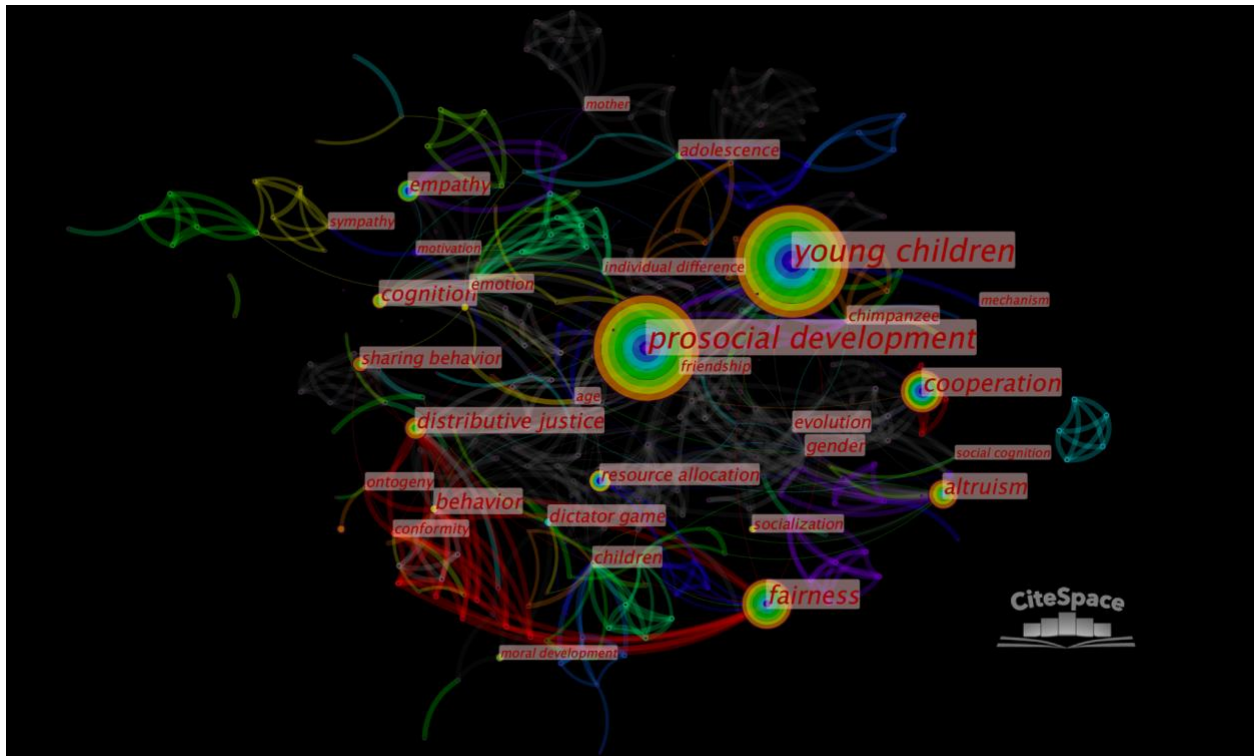 mother
adolescence
empathy
sympathy
motivation
young children
individual difference
emotion
cognition
mechanism
chimpanzee
prosocial development
sharing behavior
friendship
cooperation
age
distributive justice
evolution
gender
social cognition
resource allocation
ontogeny
altruism
behavior
dictator game
socialization
conformity
children
fairness
CiteSpace
moral development